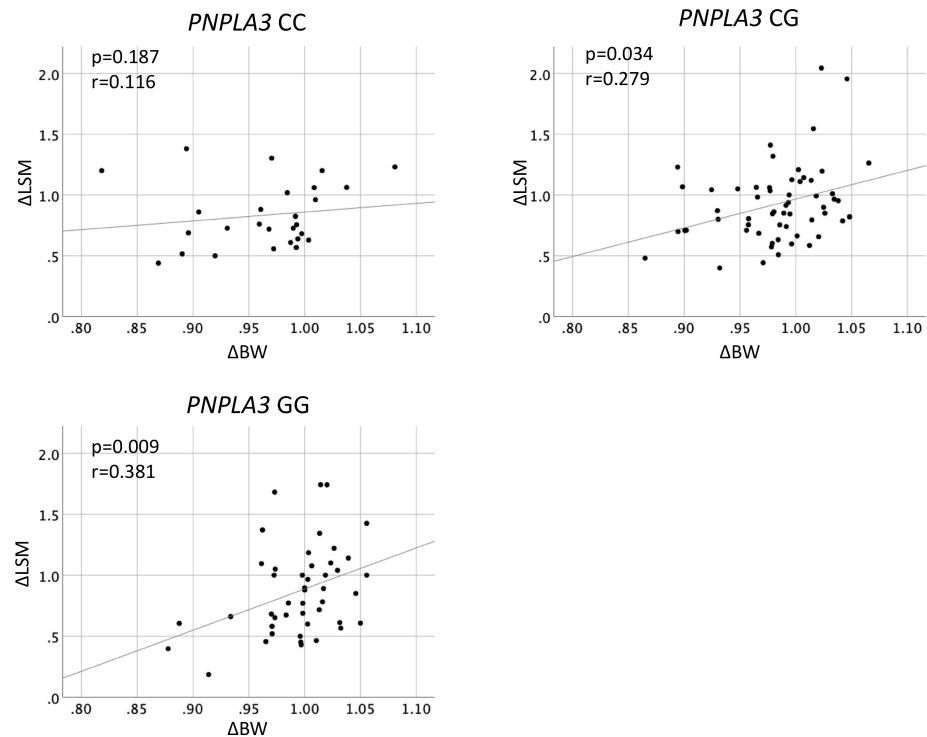 PNPLA3 CC
p=0.187
r=0.116
2.0
1.5
1.0
.5
.0
ΔLSM
.80 .85 .90 .95 1.00 1.05 1.10
ΔBW
PNPLA3 CG
p=0.034
r=0.279
2.0
1.5
1.0
.5
.0
ΔLSM
.80 .85 .90 .95 1.00 1.05 1.10
ΔBW
PNPLA3 GG
p=0.009
r=0.381
2.0
1.5
1.0
.5
.0
ΔLSM
.80 .85 .90 .95 1.00 1.05 1.10
ΔBW